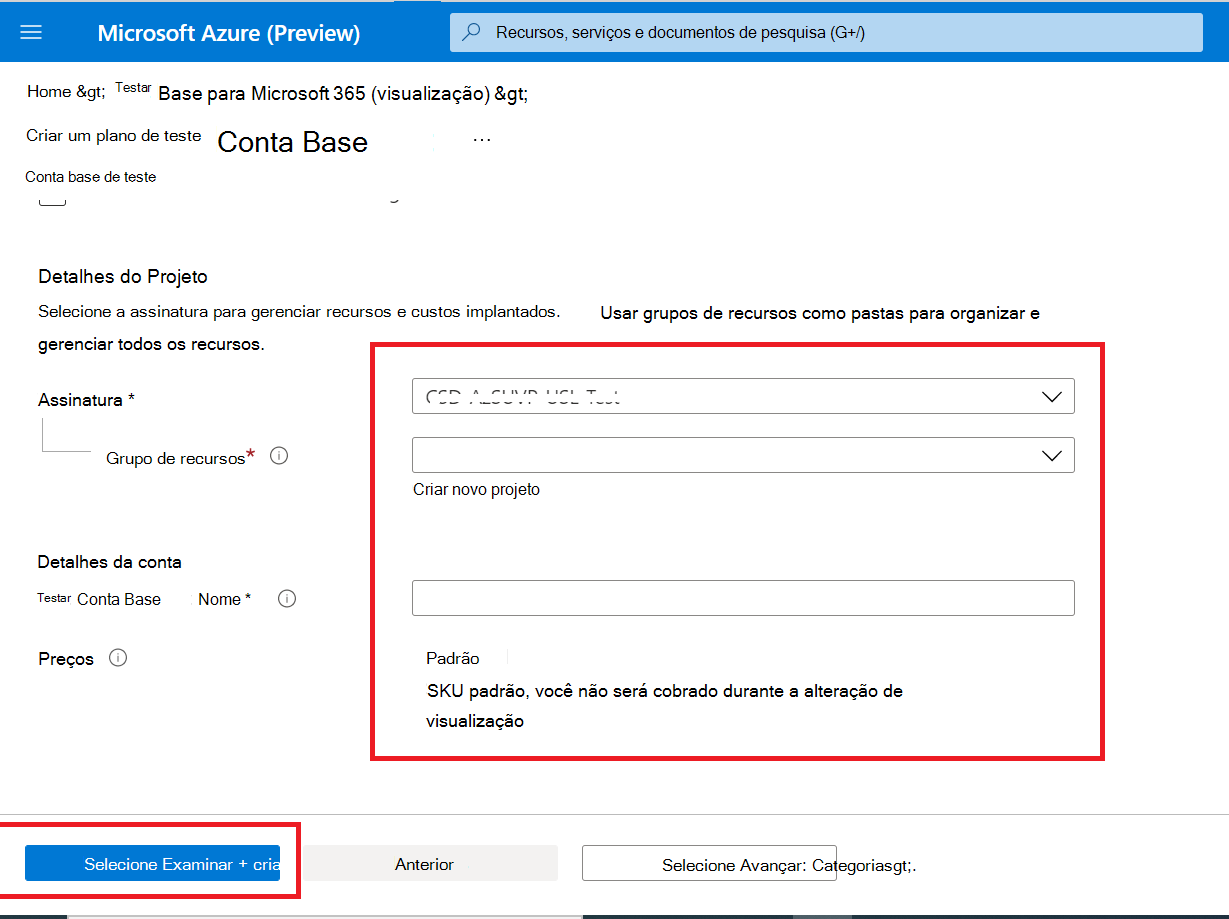 Microsoft Azure (Preview)
Recursos, serviços e documentos de pesquisa (G+/)
Home &gt; Testar Base para Microsoft 365 (visualização) &gt;
Criar um plano de teste Conta Base ...
Conta base de teste
Detalhes do Projeto
Selecione a assinatura para gerenciar recursos e custos implantados. Usar grupos de recursos como pastas para organizar e
gerenciar todos os recursos.
Assinatura *
Grupo de recursos*
Criar novo projeto
Detalhes da conta
Testar Conta Base Nome *
Preços
Padrão
SKU padrão, você não será cobrado durante a alteração de
visualização
Selecione Examinar + cria
Anterior
Selecione Avançar: Categoriasgt;.